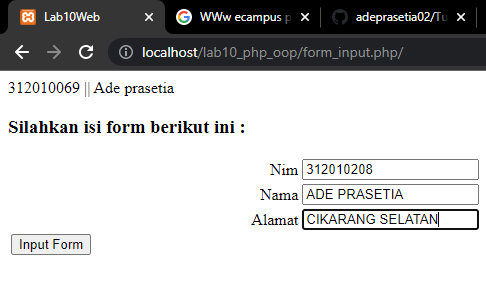 Lab10Web
WWw ecampus p
adeprasetia02/Tu
localhost/lab10_php_oop/form_input.php/
312010069 || Ade prasetia
Silahkan isi form berikut ini :
Nim 312010208
Nama ADE PRASETIA
Alamat CIKARANG SELATAN
Input Form